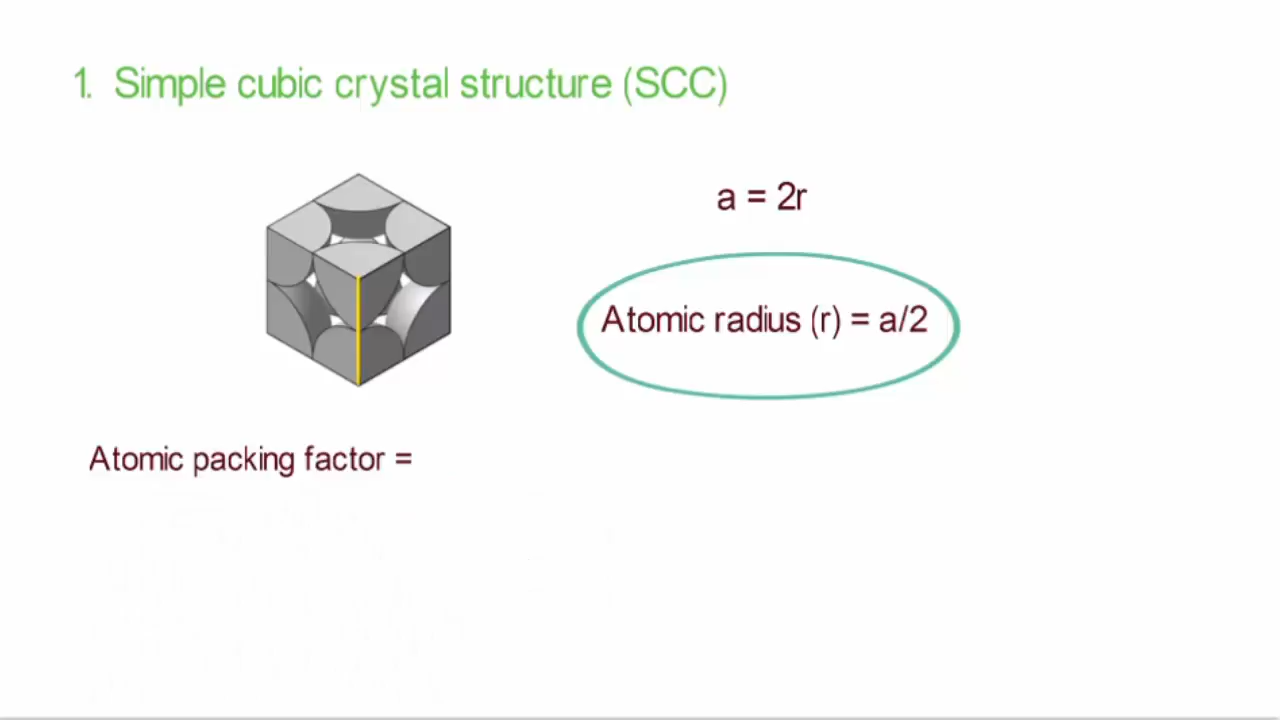 1. Simple cubic crystal structure (SCC)
a = 2r
Atomic radius (r) = a/2
Atomic packing factor =